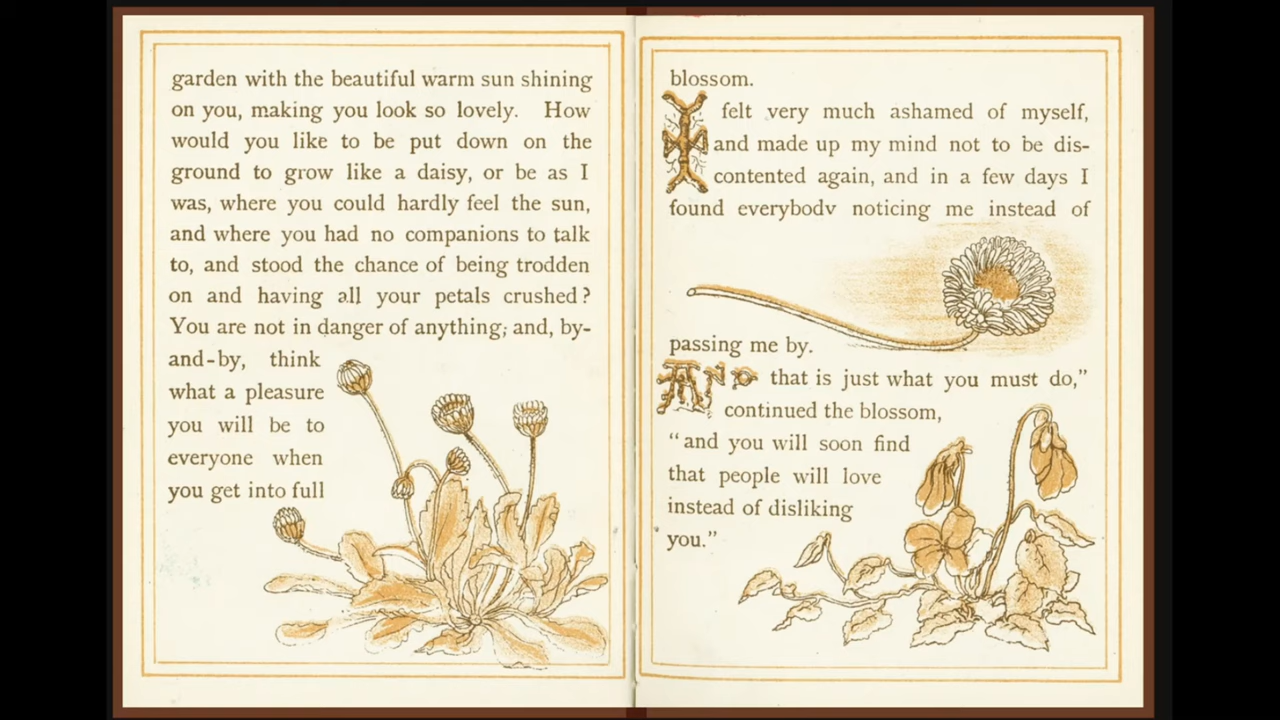 garden with the beautiful warm sun shining
on you, making you look so lovely. How
would you like to be put down on the
ground to grow like a daisy, or be as I
was, where you could hardly feel the sun,
and where you had no companions to talk
to, and stood the chance of being trodden
on and having all your petals crushed?
You are not in danger of anything; and, by-
and-by, think
what a pleasure
you will be to
everyone when
you get into full
blossom.
I felt very much ashamed of myself,
and made up my mind not to be dis-
contented again, and in a few days I
found everybody noticing me instead of
passing me by.
AND that is just what you must do,"
continued the blossom,
"and you will soon find
that people will love
instead of disliking
you."